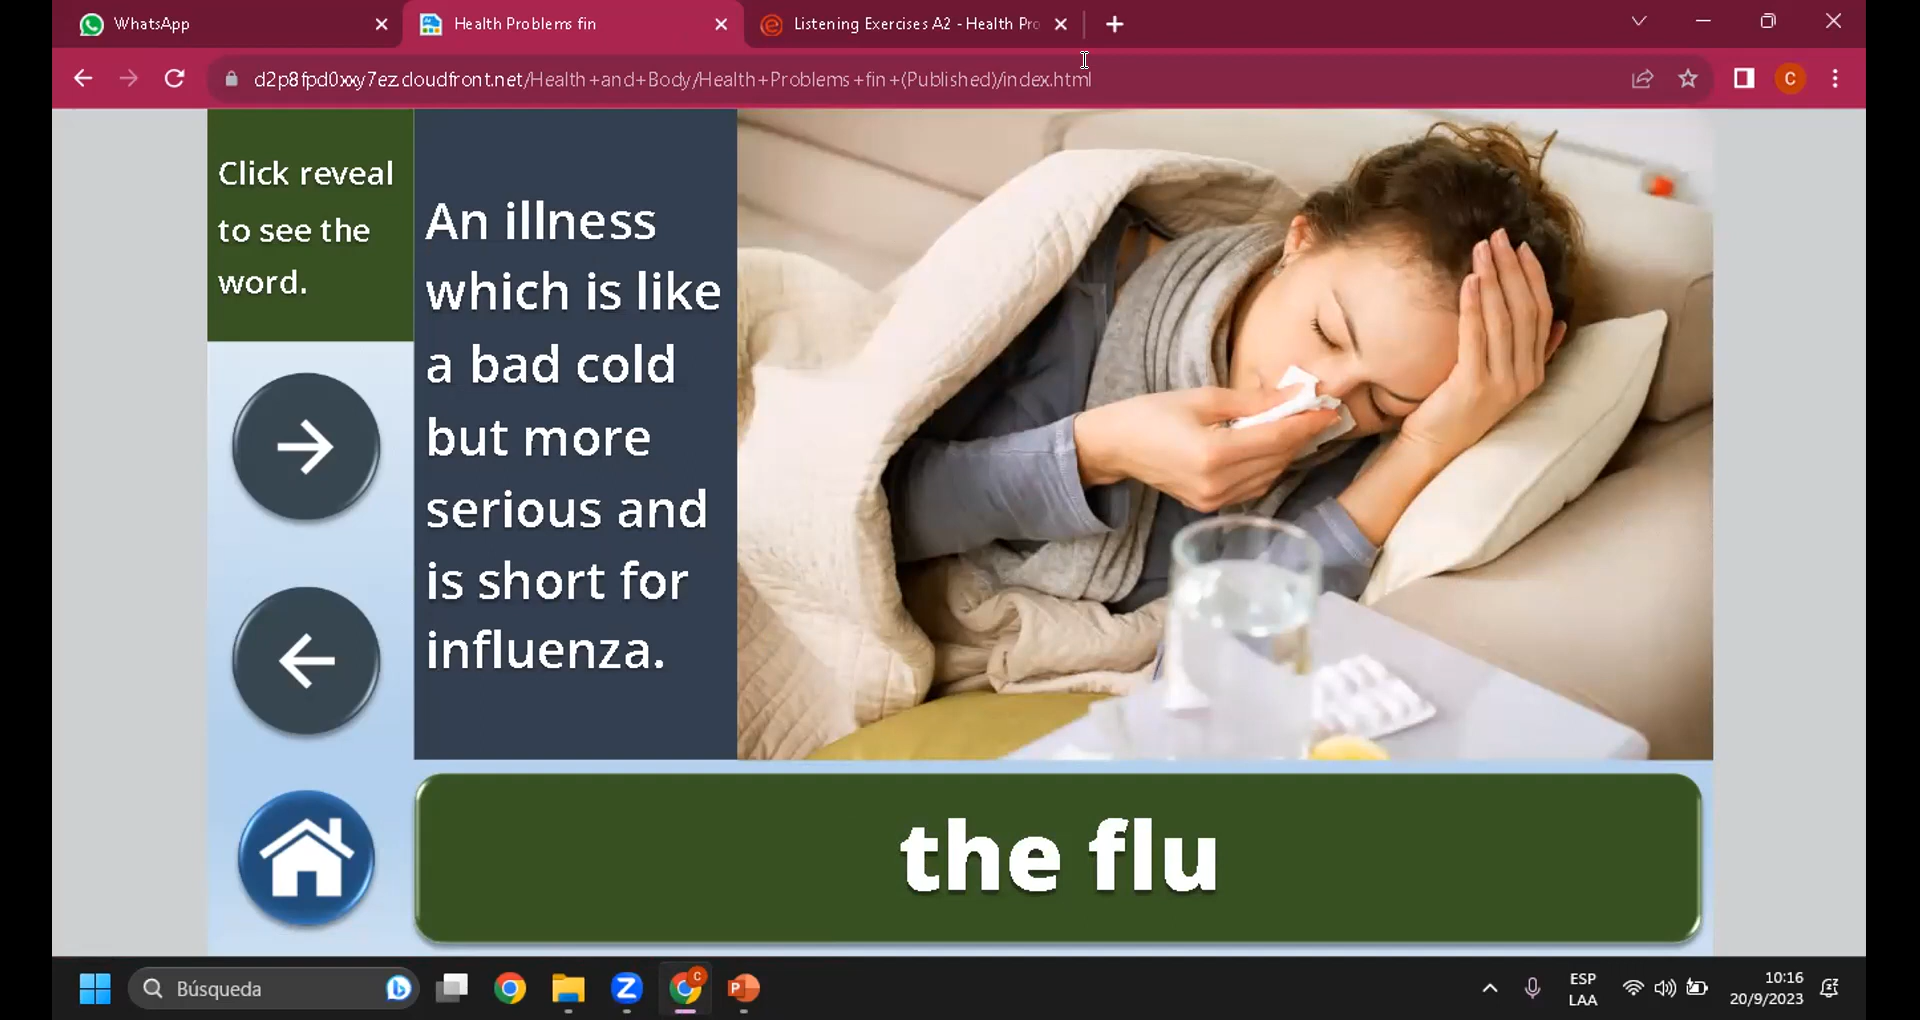 WhatsApp
Health Problems fin
Listening Exercises A2 - Health Pro
d2p8fpd0xxy7ez.cloudfront.net/Health+and+Body/Health+Problems+fin+(Published)/index.html
C
Click reveal
to see the
word.
An illness
which is like
a bad cold
but more
serious and
is short for
influenza.
the flu
Búsqueda
C
ESP
LAA
10:16
20/9/2023